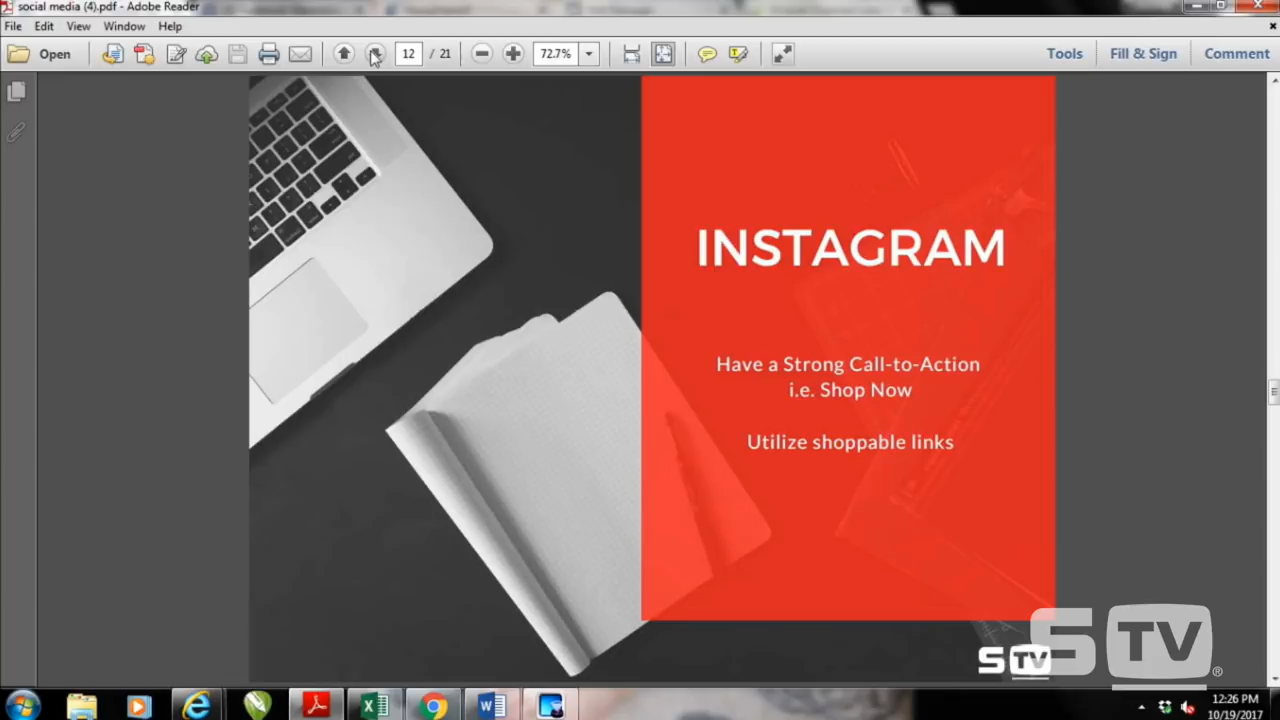 social media (4).pdf - Adobe Reader
File Edit View Window Help
Open 12 / 21 72.7% Tools Fill & Sign Comment
INSTAGRAM
Have a Strong Call-to-Action
i.e. Shop Now
Utilize shoppable links
STV
STV®
12:26 PM
10/19/2017